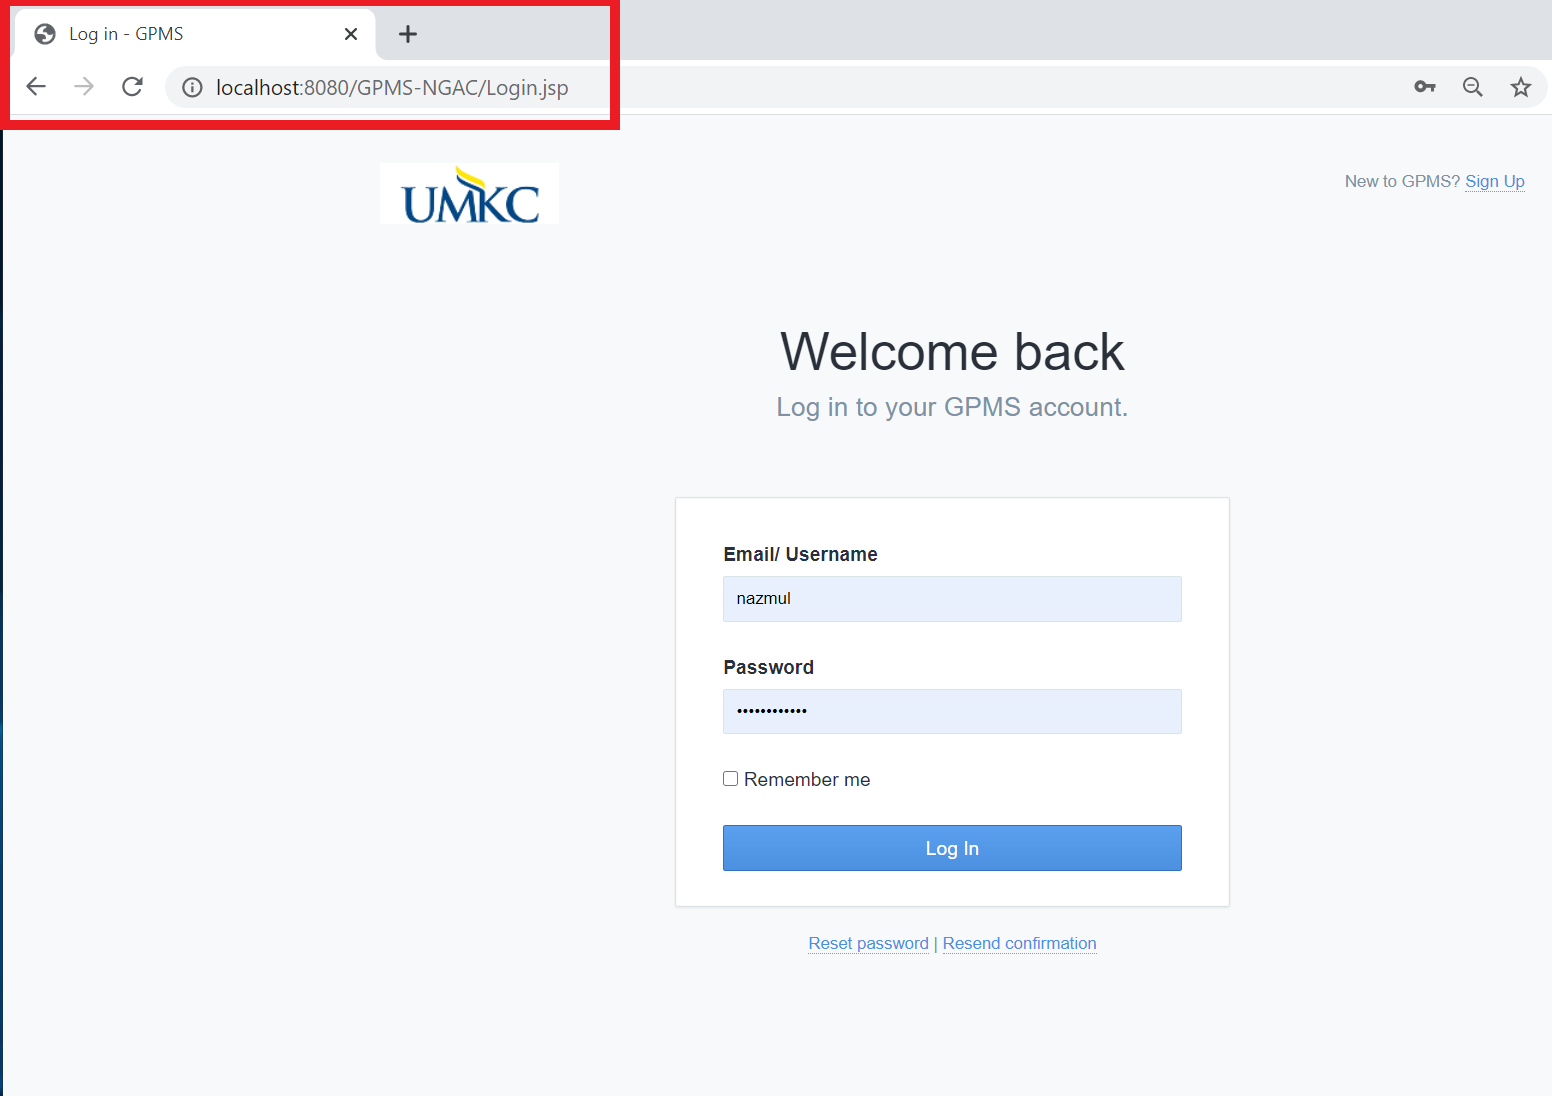 Log in - GPMS
localhost:8080/GPMS-NGAC/Login.jsp
UMKC
New to GPMS? Sign Up
Welcome back
Log in to your GPMS account.
Email/ Username
nazmul
Password
••••••••••••
Remember me
Log In
Reset password | Resend confirmation